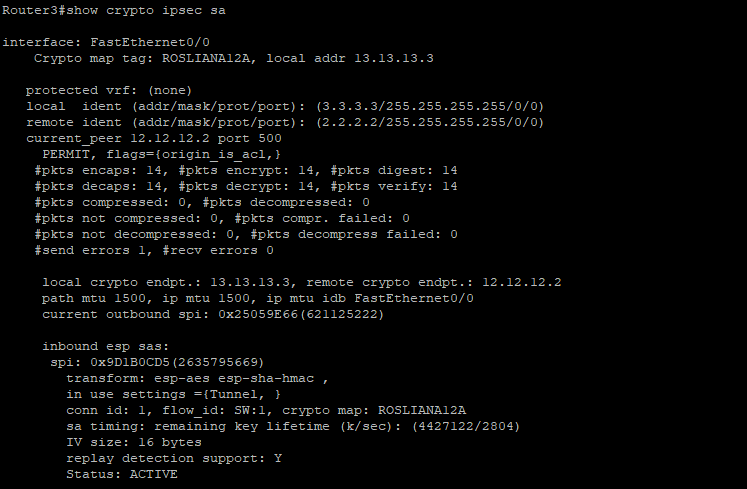 Router3#show crypto ipsec sa
interface: FastEthernet0/0
Crypto map tag: ROSLIANA12A, local addr 13.13.13.3
protected vrf: (none)
local  ident (addr/mask/prot/port): (3.3.3.3/255.255.255.255/0/0)
remote ident (addr/mask/prot/port): (2.2.2.2/255.255.255.255/0/0)
current_peer 12.12.12.2 port 500
PERMIT, flags={origin_is_acl,}
#pkts encaps: 14, #pkts encrypt: 14, #pkts digest: 14
#pkts decaps: 14, #pkts decrypt: 14, #pkts verify: 14
#pkts compressed: 0, #pkts decompressed: 0
#pkts not compressed: 0, #pkts compr. failed: 0
#pkts not decompressed: 0, #pkts decompress failed: 0
#send errors 1, #recv errors 0
local crypto endpt.: 13.13.13.3, remote crypto endpt.: 12.12.12.2
path mtu 1500, ip mtu 1500, ip mtu idb FastEthernet0/0
current outbound spi: 0x25059E66(621125222)
inbound esp sas:
spi: 0x9D1B0CD5(2635795669)
transform: esp-aes esp-sha-hmac ,
in use settings ={Tunnel, }
conn id: 1, flow_id: SW:1, crypto map: ROSLIANA12A
sa timing: remaining key lifetime (k/sec): (4427122/2804)
IV size: 16 bytes
replay detection support: Y
Status: ACTIVE